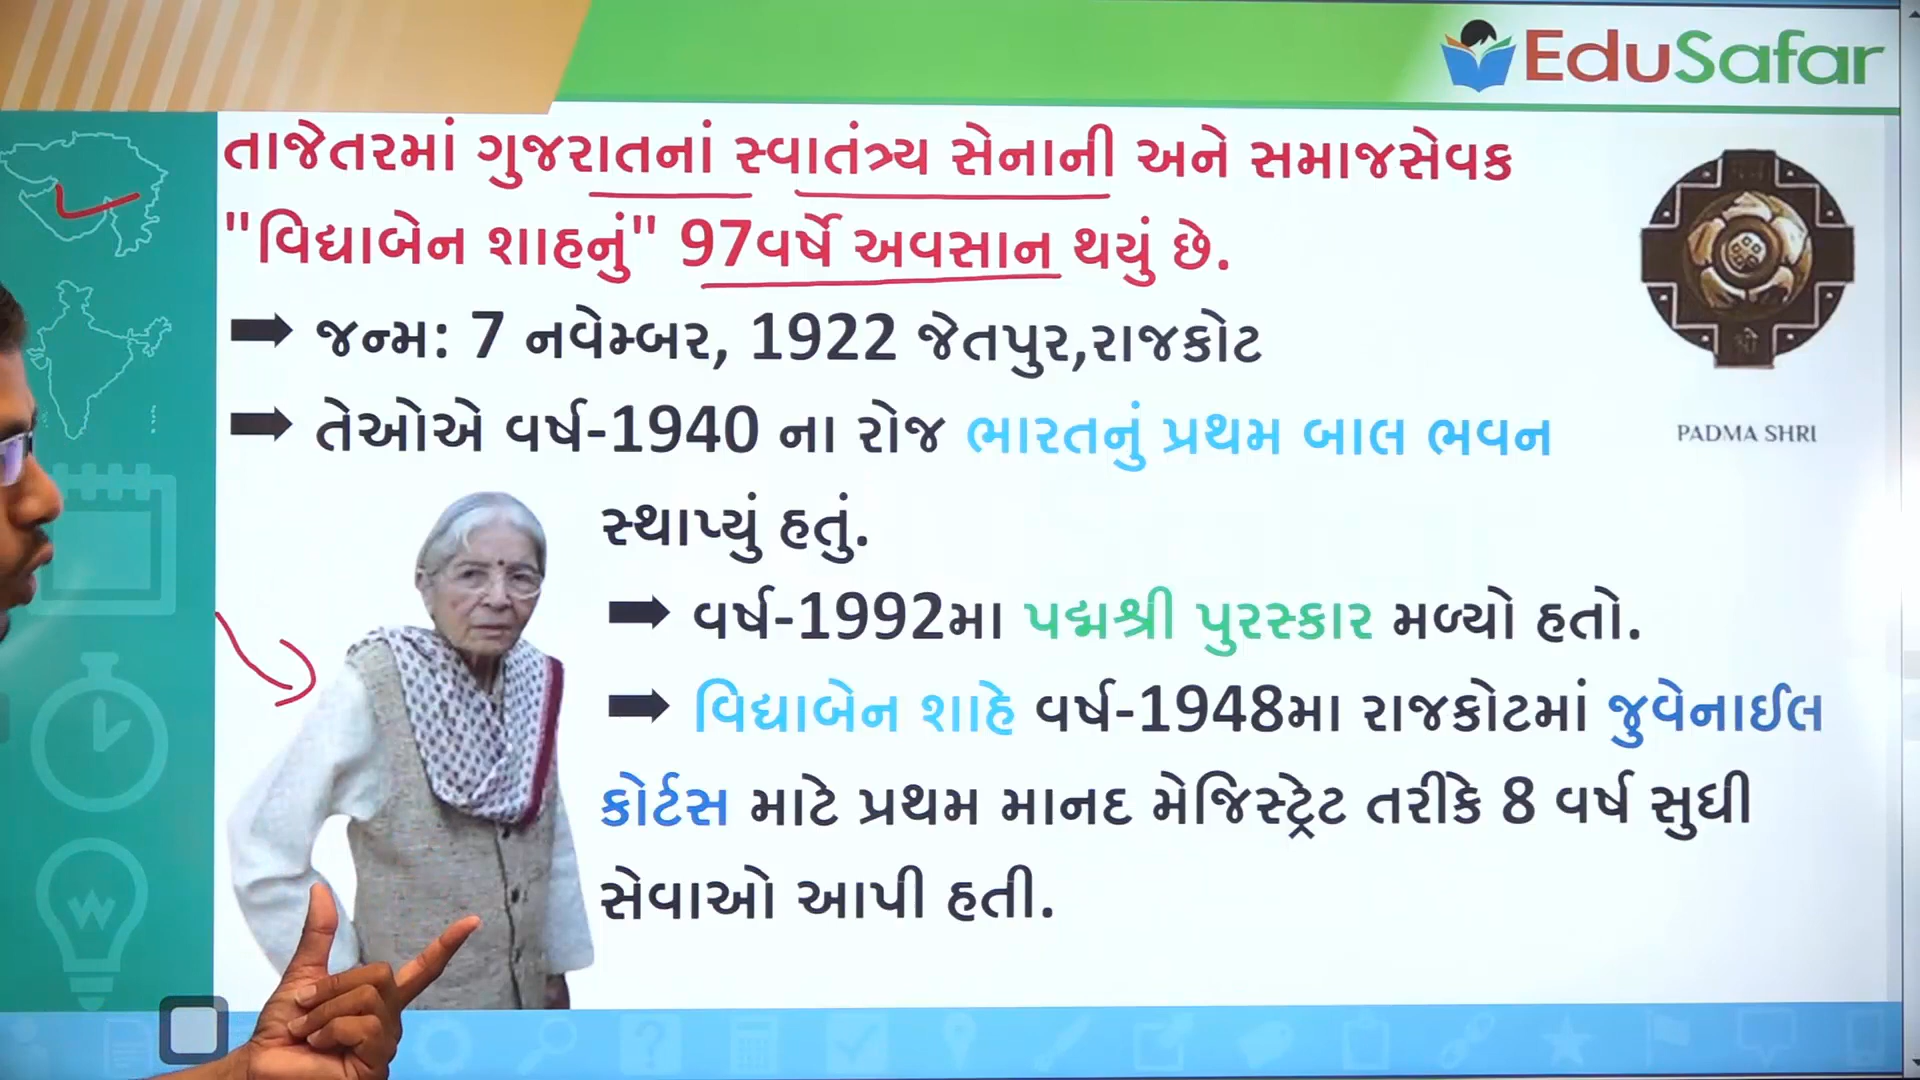 EduSafar
તાજેતરમાં ગુજરાતનાં સ્વાતંત્ર્ય સેનાની અને સમાજસેવક
"વિદ્યાબેન શાહનું" 97વર્ષે અવસાન થયું છે.
➡ જન્મ: 7 નવેમ્બર, 1922 જેતપુર,રાજકોટ
➡ તેઓએ વર્ષ-1940 ના રોજ ભારતનું પ્રથમ બાલ ભવન
સ્થાપ્યું હતું.
➡ વર્ષ-1992મા પદ્મશ્રી પુરસ્કાર મળ્યો હતો.
➡ વિદ્યાબેન શાહે વર્ષ-1948મા રાજકોટમાં જુવેનાઈલ
કોર્ટસ માટે પ્રથમ માનદ મેજિસ્ટ્રેટ તરીકે 8 વર્ષ સુધી
સેવાઓ આપી હતી.
श्री
PADMA SHRI